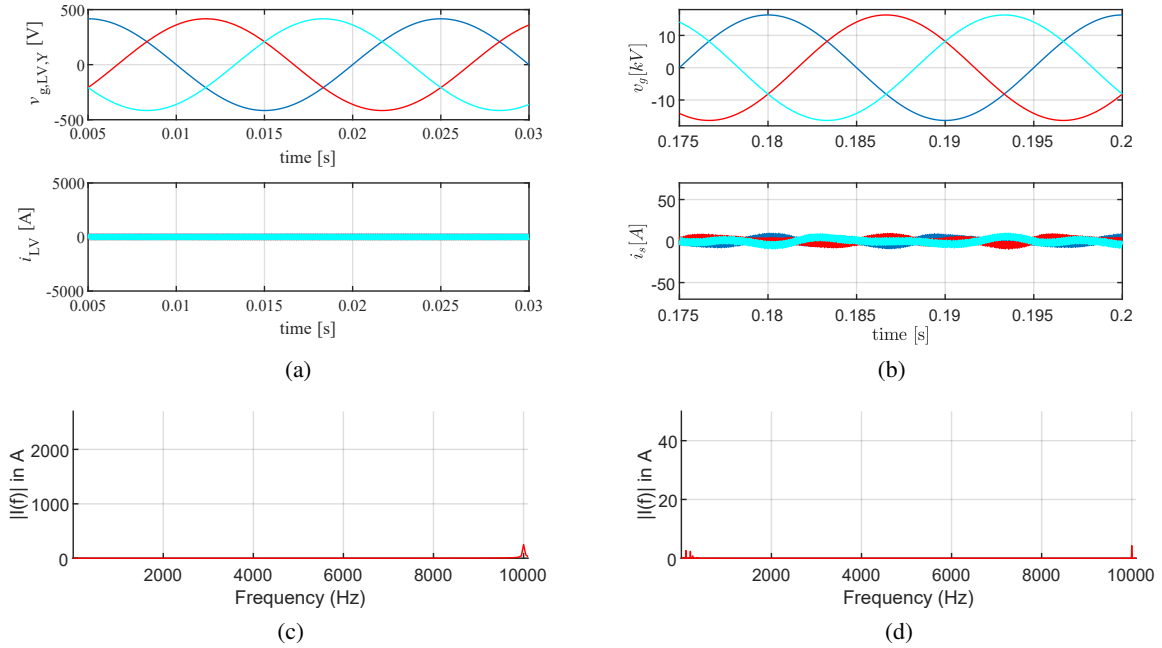 500
0
-500
v g,LV,Y [V]
0.005 0.01 0.015 0.02 0.025 0.03
time [s]
5000
0
-5000
i LV [A]
0.005 0.01 0.015 0.02 0.025 0.03
time [s]
(a)
10
0
-10
v g [kV]
0.175 0.18 0.185 0.19 0.195 0.2
50
0
-50
i s [A]
0.175 0.18 0.185 0.19 0.195 0.2
time [s]
(b)
2000
1000
0
|I(f)| in A
2000 4000 6000 8000 10000
Frequency (Hz)
(c)
40
20
0
|I(f)| in A
2000 4000 6000 8000 10000
Frequency (Hz)
(d)